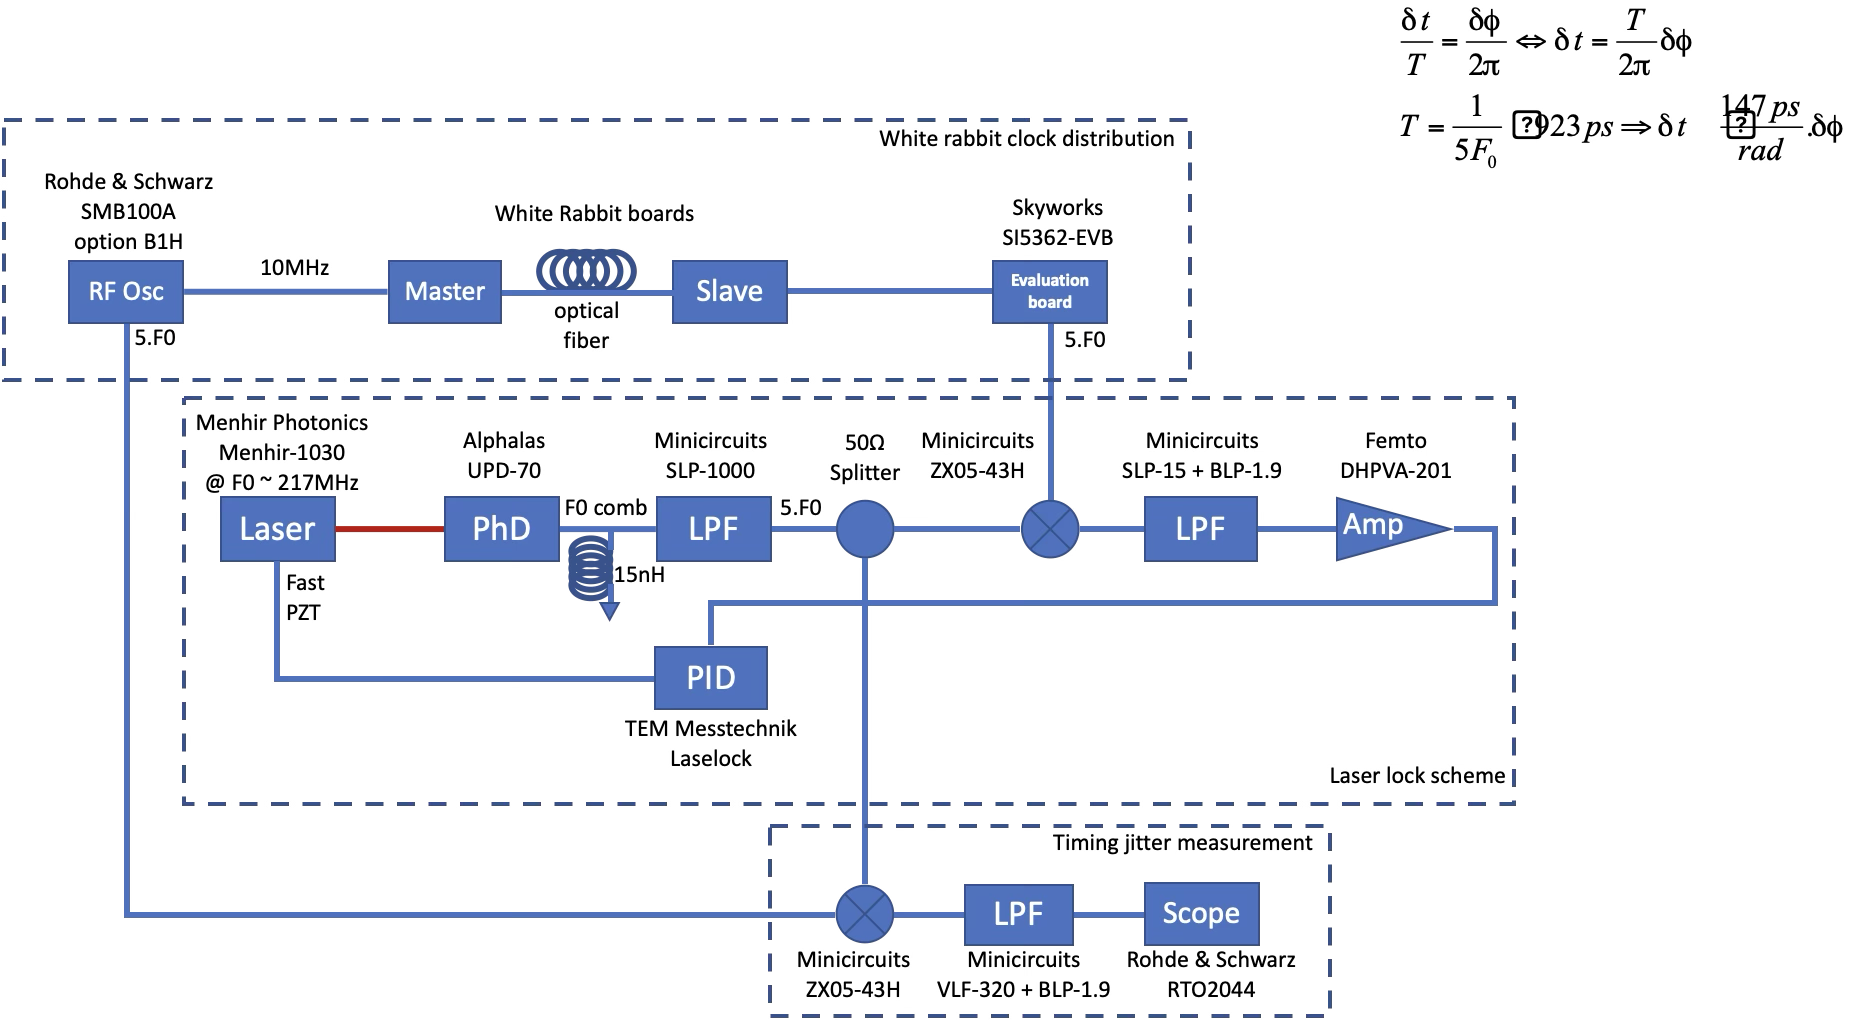 δt/T = δϕ/2π ⇔ δt = T/2π δϕ
T = 1/5F₀ 923 ps ⇒ δt 147 ps/rad .δϕ
White rabbit clock distribution
Rohde & Schwarz
SMB100A
option B1H
RF Osc
10MHz
5.F0
White Rabbit boards
Master
optical
fiber
Slave
Skyworks
SI5362-EVB
Evaluation
board
5.F0
Menhir Photonics
Menhir-1030
@ F0 ~ 217MHz
Laser
Fast
PZT
Alphalas
UPD-70
PhD
F0 comb
15nH
Minicircuits
SLP-1000
LPF
5.F0
50Ω
Splitter
Minicircuits
ZX05-43H
Minicircuits
SLP-15 + BLP-1.9
LPF
Femto
DHPVA-201
Amp
PID
TEM Messtechnik
Laselock
Laser lock scheme
Timing jitter measurement
Minicircuits
ZX05-43H
LPF
Minicircuits
VLF-320 + BLP-1.9
Scope
Rohde & Schwarz
RTO2044